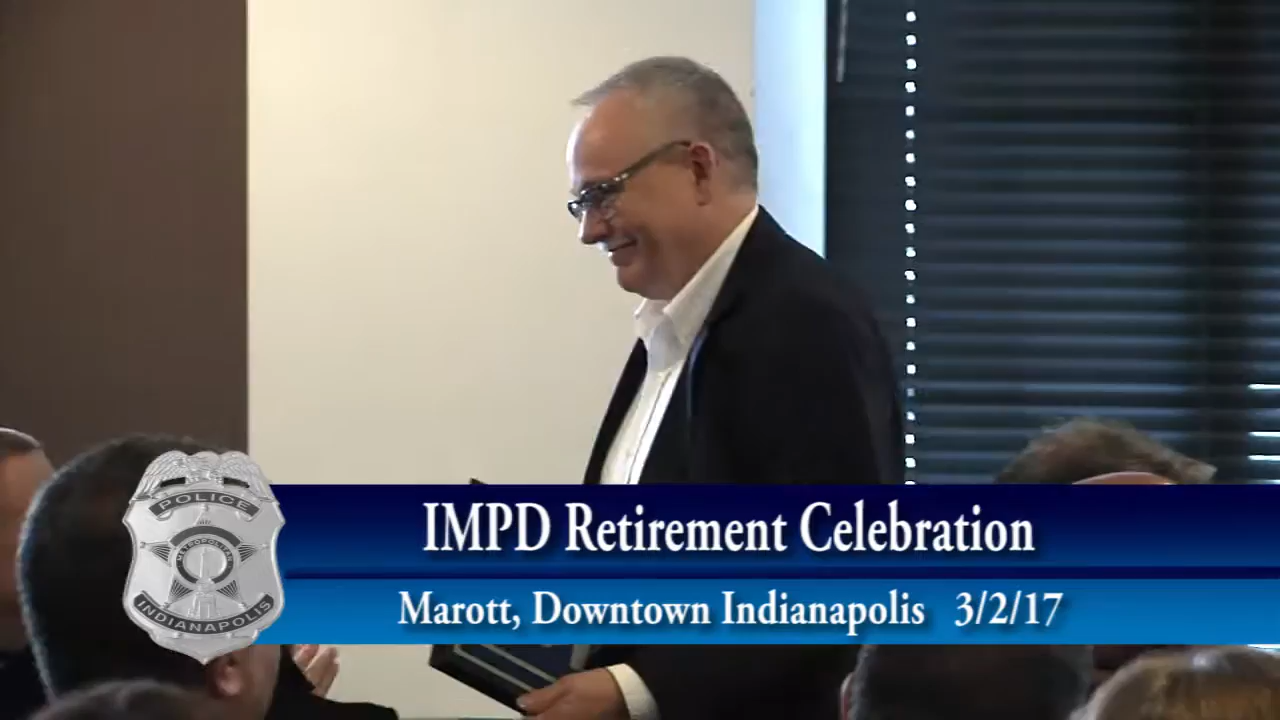 IMPD Retirement Celebration
Marott, Downtown Indianapolis 3/2/17
POLICE
METROPOLITAN
INDIANAPOLIS